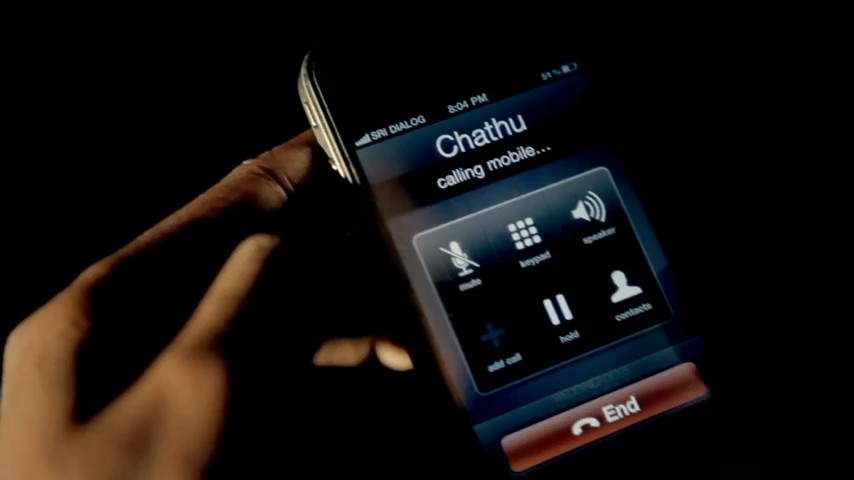 SRI DIALOG 8:04 PM
Chathu
calling mobile...
mute keypad speaker
add call hold contacts
End